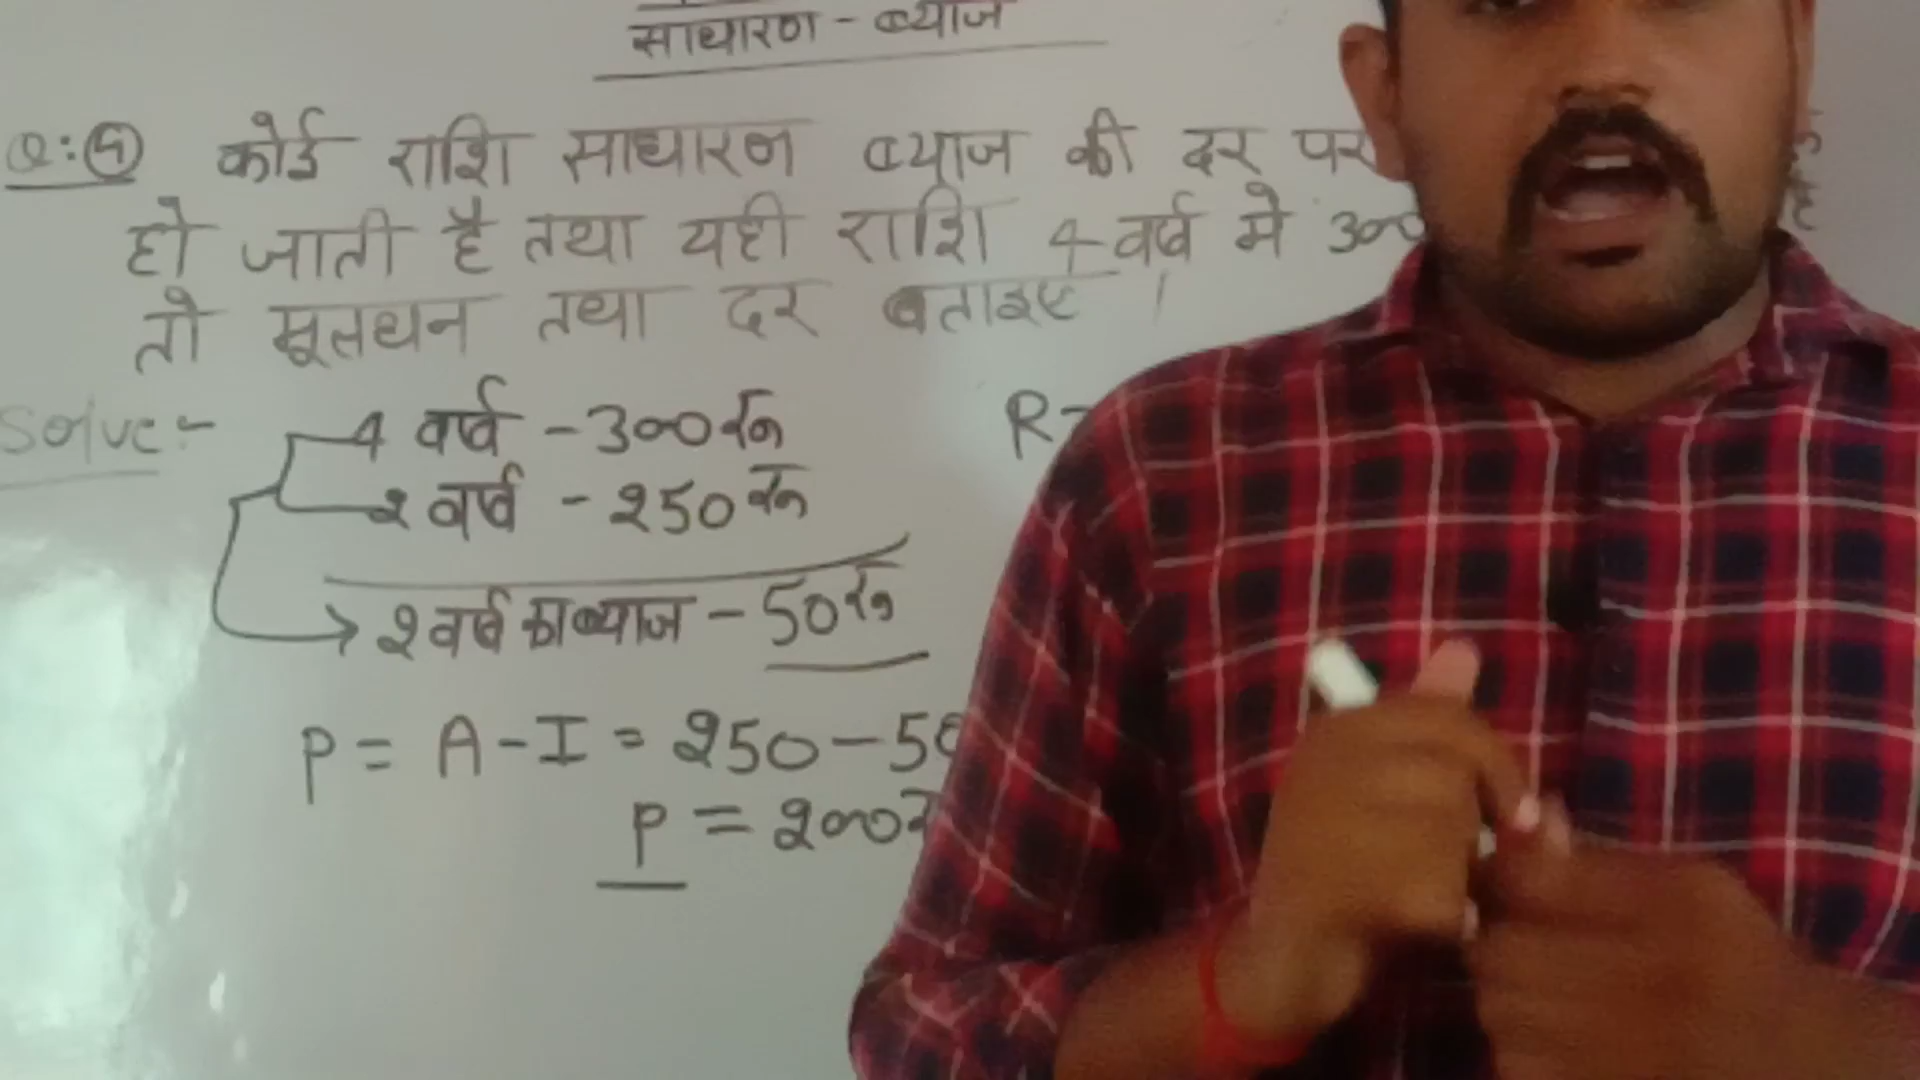 साधारण - ब्याज
Q:5 कोई राशि साधारण ब्याज की दर पर
हो जाती है तथा यही राशि 4 वर्ष मे 300 है
तो मूलधन तथा दर बताइए ।
Solve:-
4 वर्ष - 300 रू
R-
2 वर्ष - 250 रू
2 वर्ष का ब्याज - 50 रू
P = A - I = 250 - 50
P = 200 रू